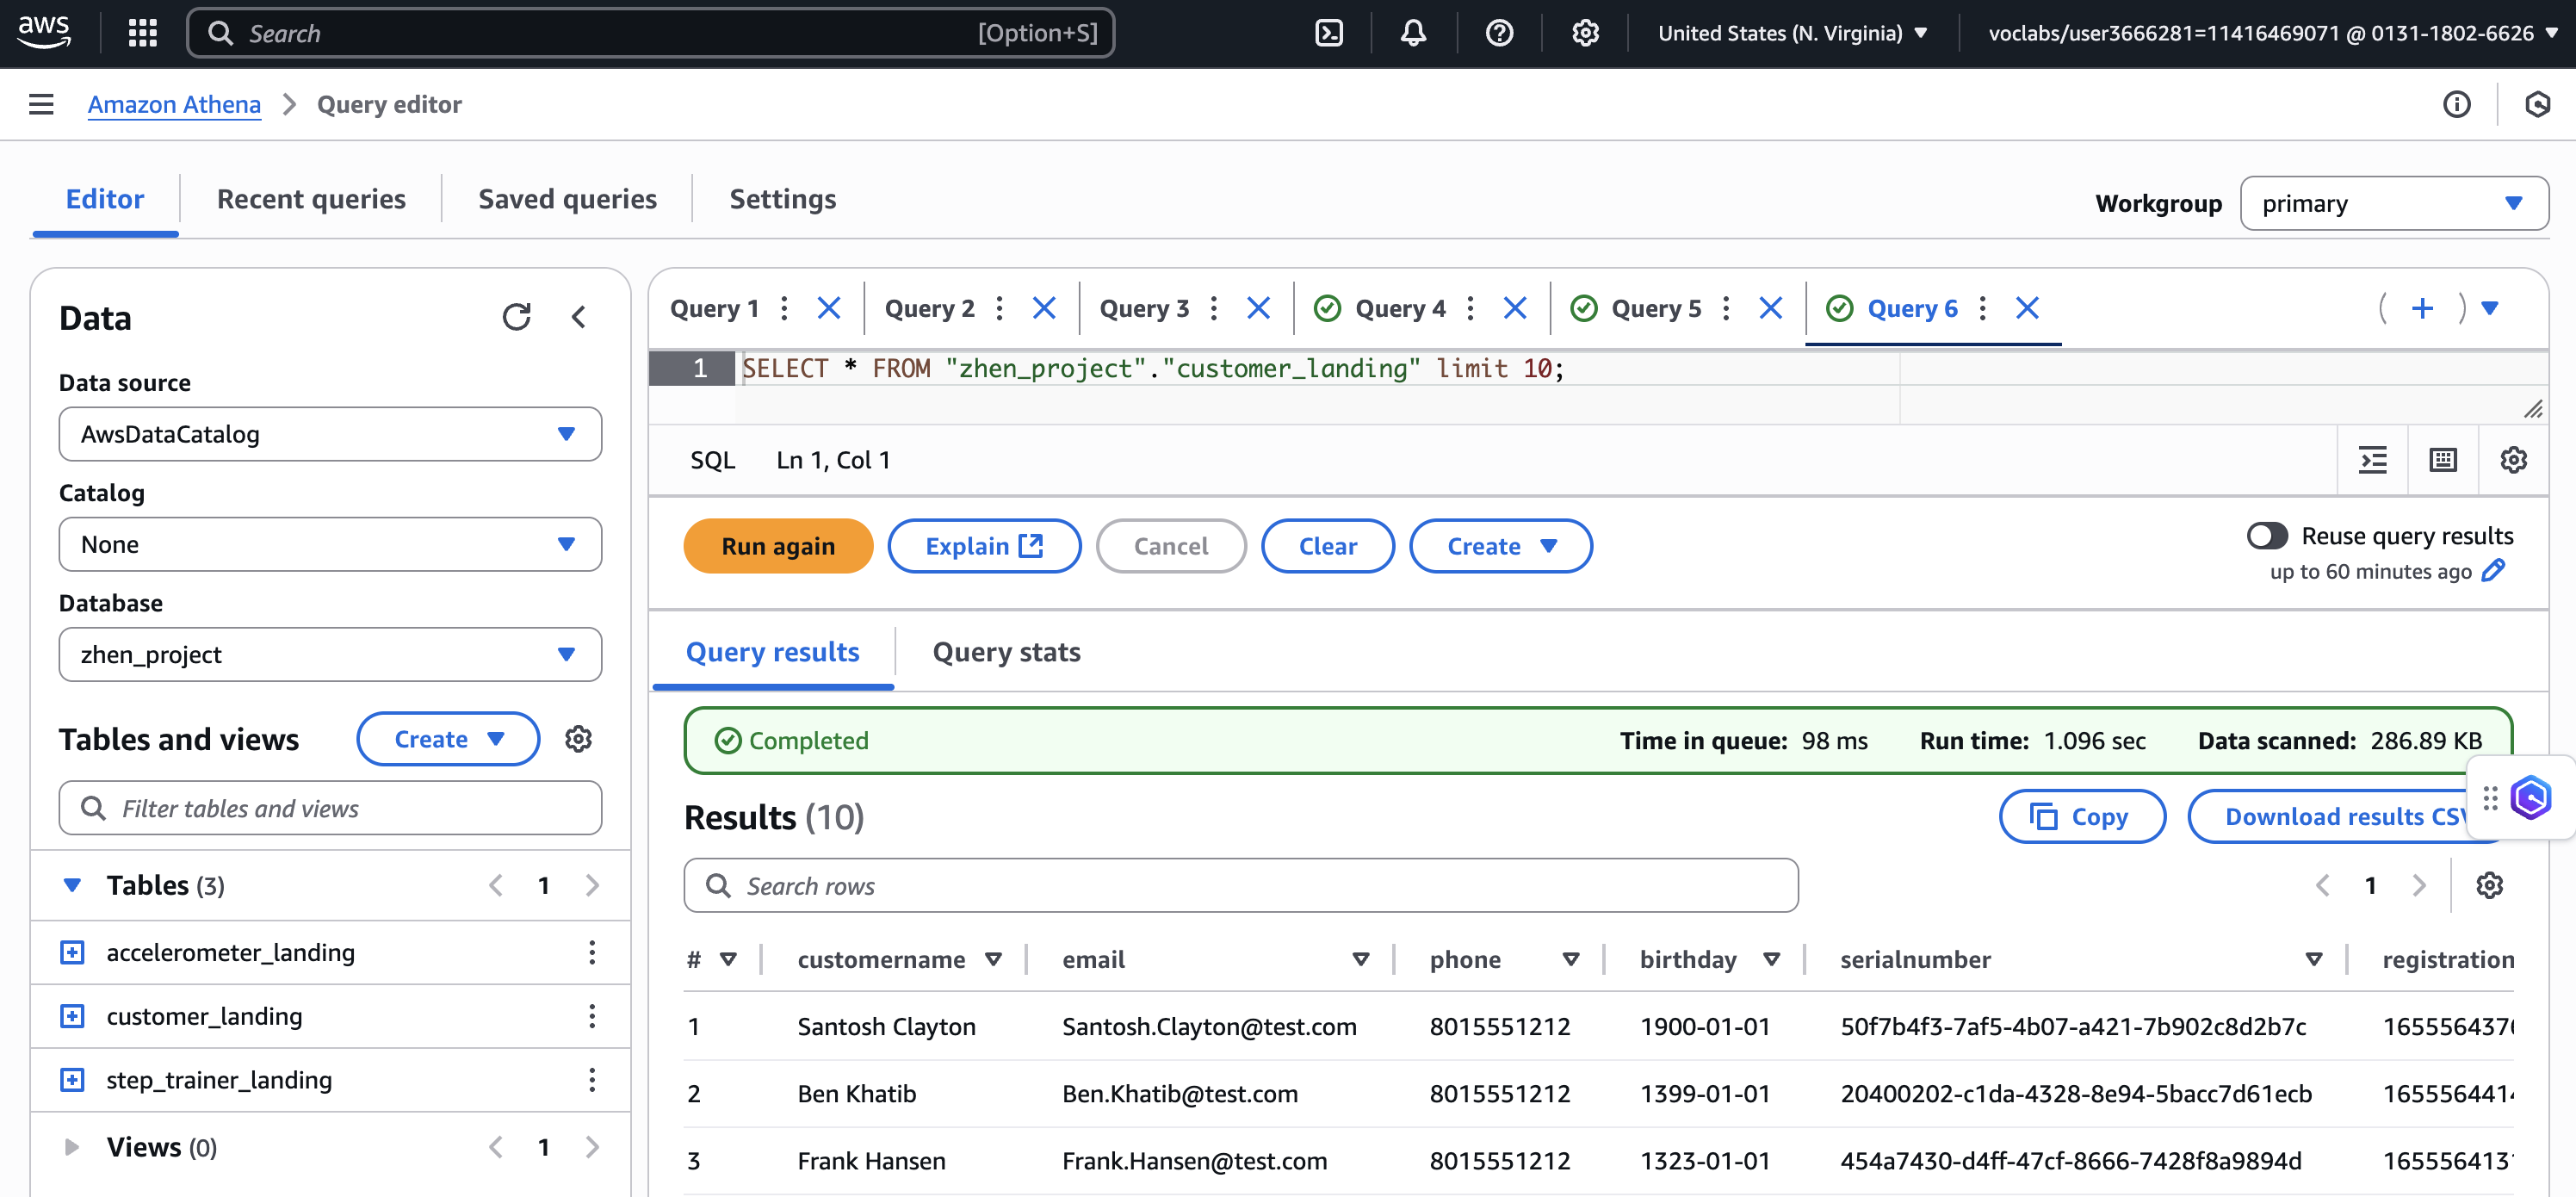 aws
Search [Option+S]
United States (N. Virginia)
voclabs/user3666281=11416469071 @ 0131-1802-6626
Amazon Athena
Query editor
Editor
Recent queries
Saved queries
Settings
Workgroup
primary
Data
Data source
AwsDataCatalog
Catalog
None
Database
zhen_project
Tables and views
Create
Filter tables and views
Tables (3)
1
accelerometer_landing
customer_landing
step_trainer_landing
Views (0)
1
Query 1
Query 2
Query 3
Query 4
Query 5
Query 6
1 SELECT * FROM "zhen_project"."customer_landing" limit 10;
SQL Ln 1, Col 1
Run again
Explain
Cancel
Clear
Create
Reuse query results
up to 60 minutes ago
Query results
Query stats
Completed
Time in queue: 98 ms Run time: 1.096 sec Data scanned: 286.89 KB
Results (10)
Copy
Download results CSV
Search rows
1
# customername email phone birthday serialnumber registration
1 Santosh Clayton Santosh.Clayton@test.com 8015551212 1900-01-01 50f7b4f3-7af5-4b07-a421-7b902c8d2b7c
2 Ben Khatib Ben.Khatib@test.com 8015551212 1399-01-01 20400202-c1da-4328-8e94-5bacc7d61ecb
3 Frank Hansen Frank.Hansen@test.com 8015551212 1323-01-01 454a7430-d4ff-47cf-8666-7428f8a9894d